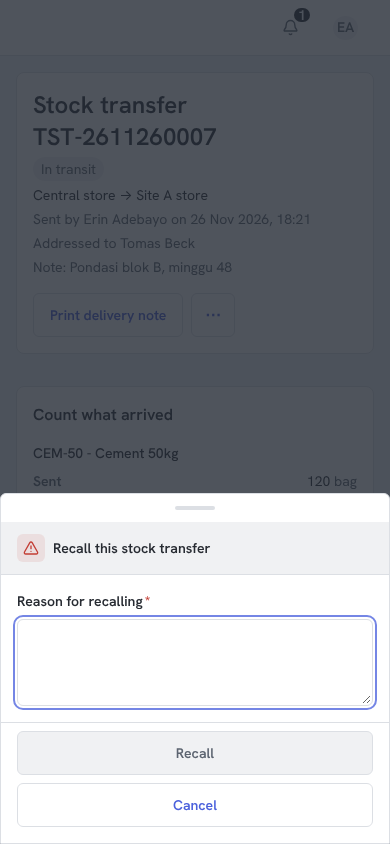 1
EA
Stock transfer
TST-2611260007
In transit
Central store → Site A store
Sent by Erin Adebayo on 26 Nov 2026, 18:21
Addressed to Tomas Beck
Note: Pondasi blok B, minggu 48
Print delivery note
Count what arrived
CEM-50 - Cement 50kg
Sent 120 bag
Recall this stock transfer
Reason for recalling*
Recall
Cancel